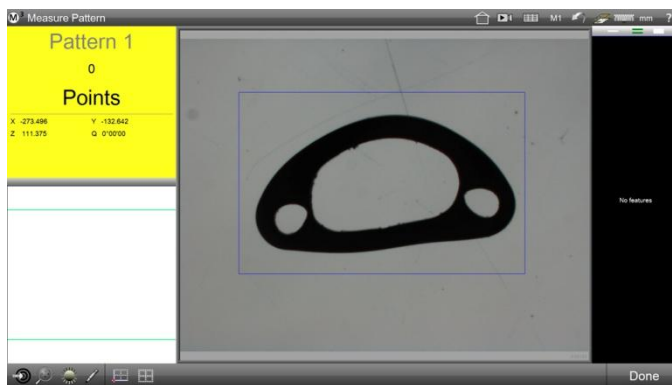 M³ Measure Pattern
M1
mm
?
Pattern 1
0
Points
X -273.496 Y -132.642
Z 111.375 Q 0°00'00
No features
Done